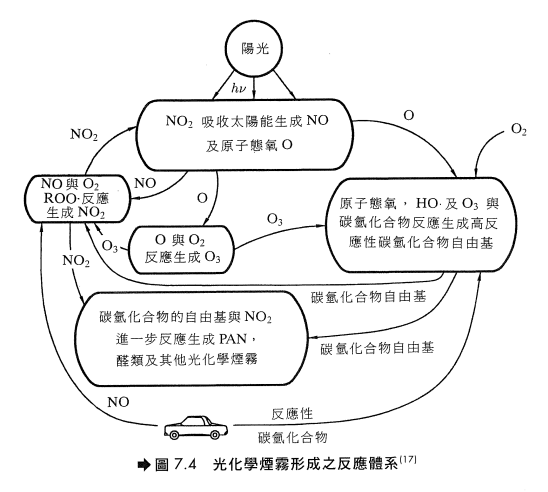 陽光
hν
NO₂ 吸收太陽能生成 NO
及原子態氧 O
O
O₂
NO₂
NO
O
NO 與 O₂
ROO·反應
生成 NO₂
原子態氧，HO· 及 O₃ 與
碳氫化合物反應生成高反
應性碳氫化合物自由基
O₃
O 與 O₂
反應生成 O₃
O₃
NO₂
碳氫化合物自由基
碳氫化合物的自由基與 NO₂
進一步反應生成 PAN，
醛類及其他光化學煙霧
碳氫化合物自由基
NO
反應性
碳氫化合物
➡ 圖 7.4 光化學煙霧形成之反應體系⁽¹⁷⁾